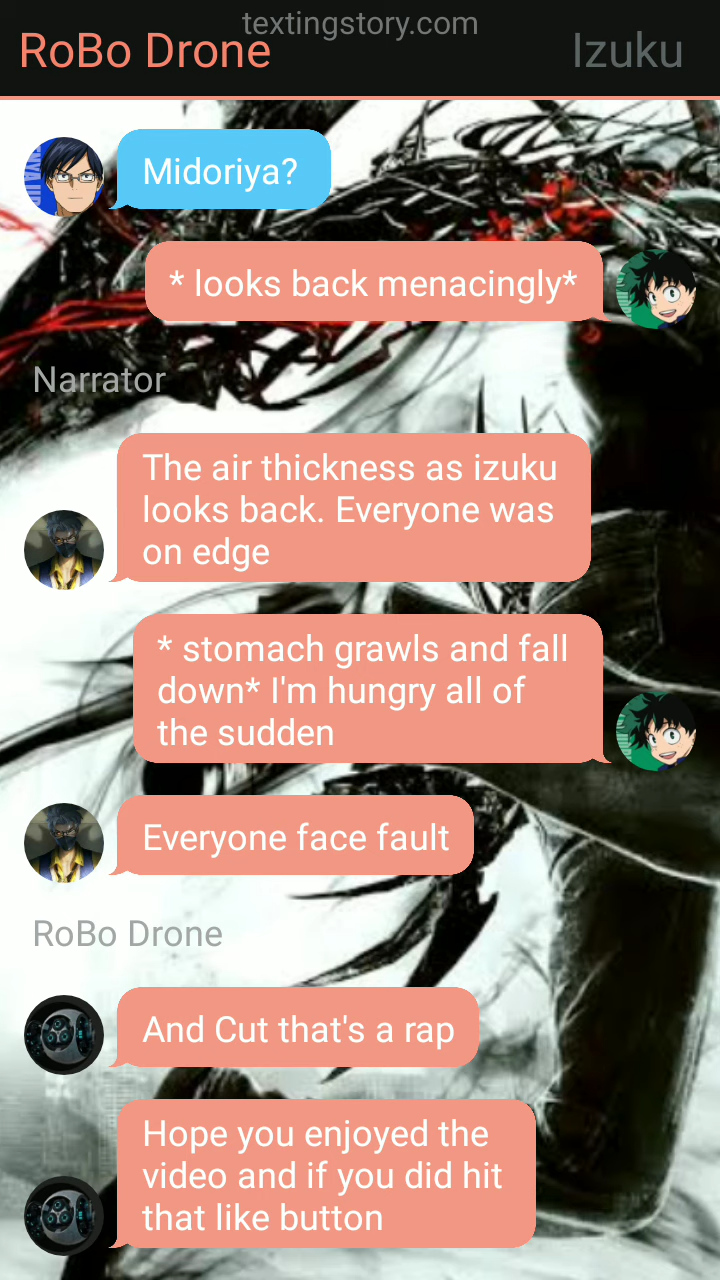 textingstory.com
RoBo Drone
Izuku
Midoriya?
* looks back menacingly*
Narrator
The air thickness as izuku
looks back. Everyone was
on edge
* stomach grawls and fall
down* I'm hungry all of
the sudden
Everyone face fault
RoBo Drone
And Cut that's a rap
Hope you enjoyed the
video and if you did hit
that like button